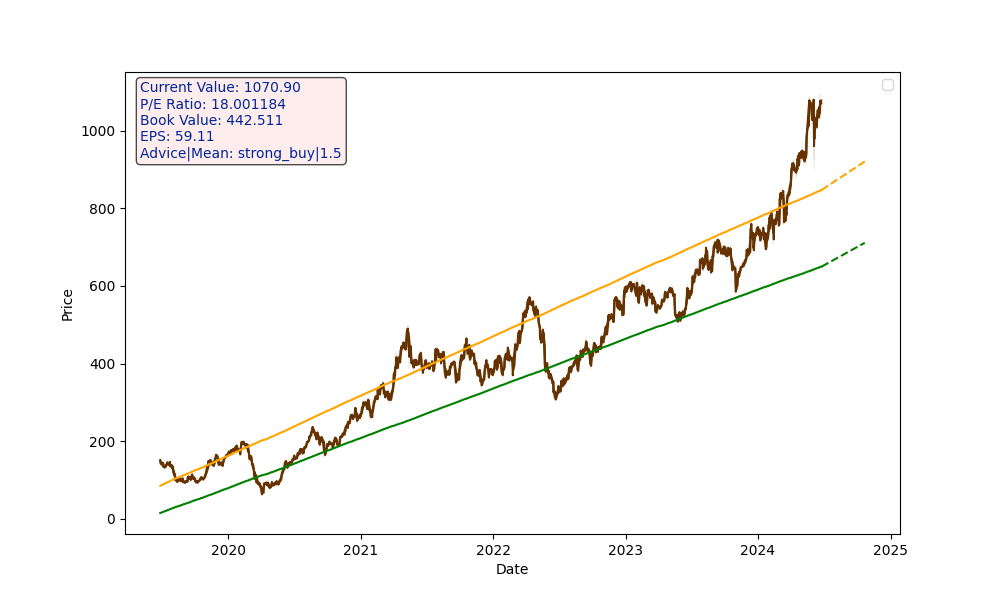 Current Value: 1070.90
P/E Ratio: 18.001184
Book Value: 442.511
EPS: 59.11
Advice|Mean: strong_buy|1.5
1000
800
600
400
200
0
Price
2020 2021 2022 2023 2024 2025
Date